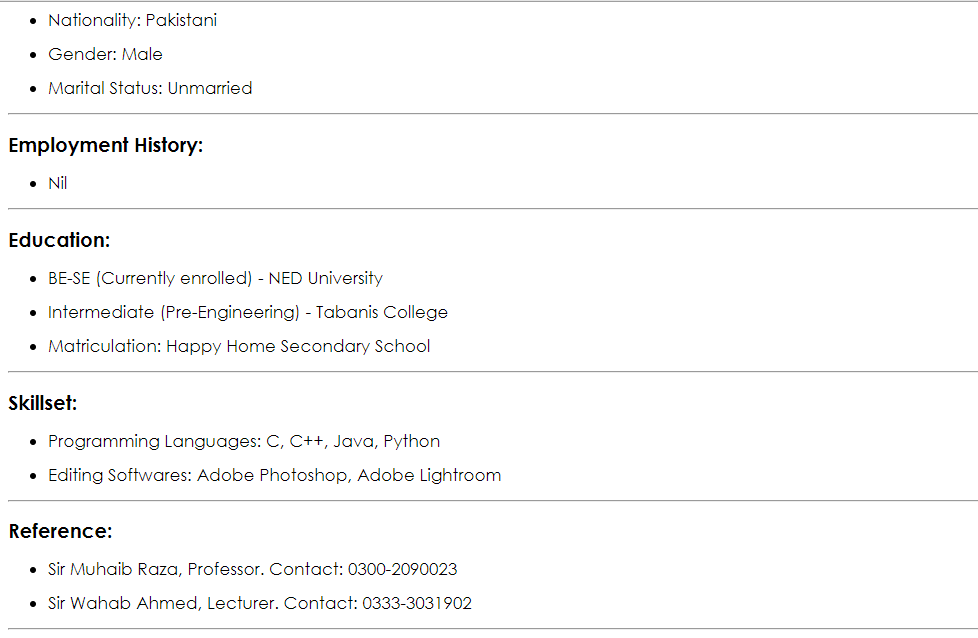 Nationality: Pakistani
Gender: Male
Marital Status: Unmarried
Employment History:
Nil
Education:
BE-SE (Currently enrolled) - NED University
Intermediate (Pre-Engineering) - Tabanis College
Matriculation: Happy Home Secondary School
Skillset:
Programming Languages: C, C++, Java, Python
Editing Softwares: Adobe Photoshop, Adobe Lightroom
Reference:
Sir Muhaib Raza, Professor. Contact: 0300-2090023
Sir Wahab Ahmed, Lecturer. Contact: 0333-3031902